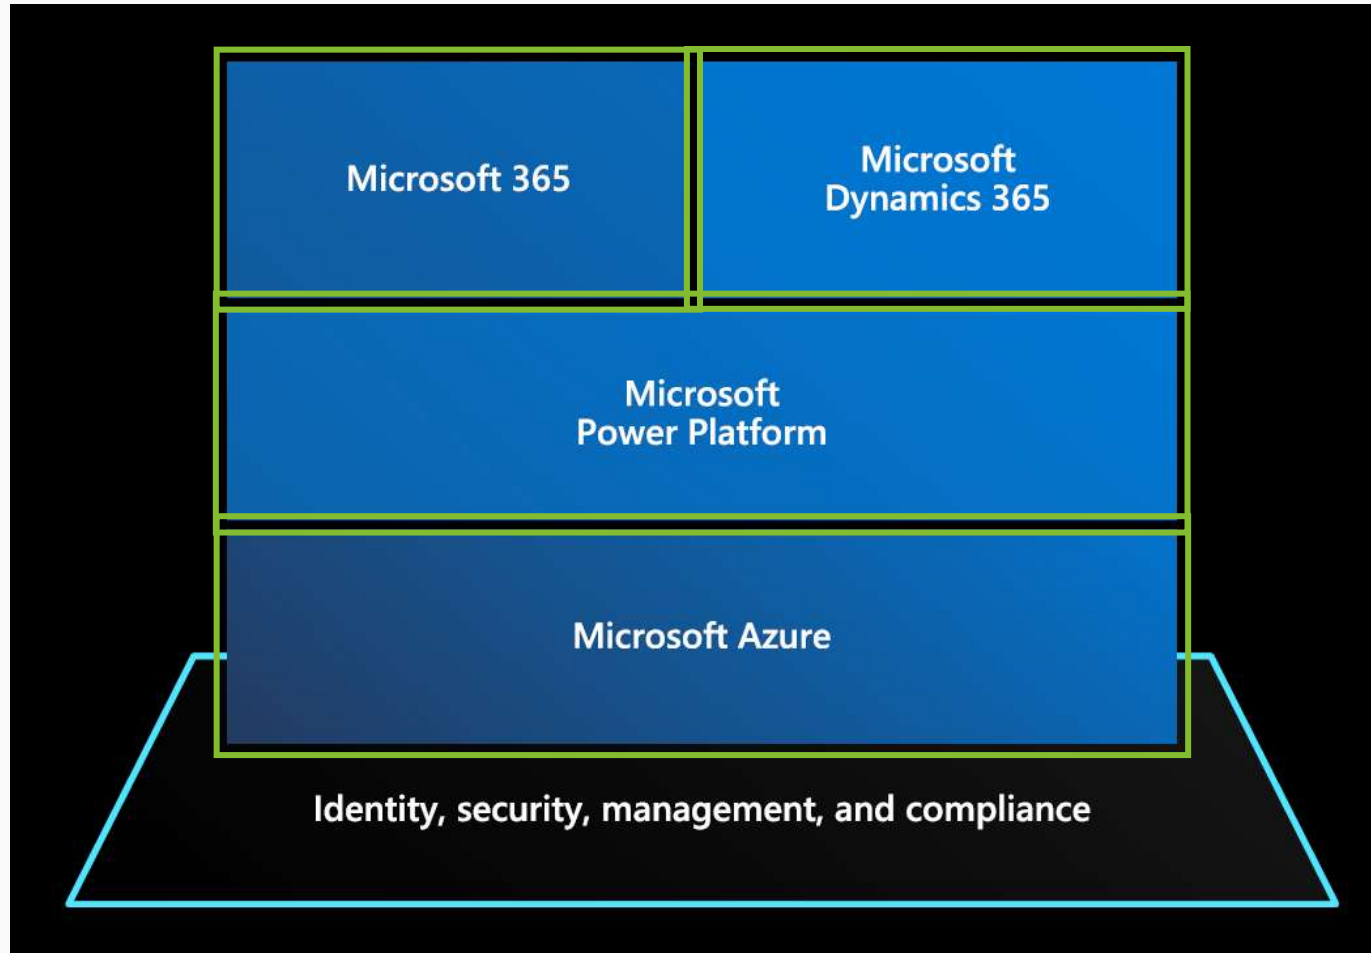 Microsoft 365
Microsoft
Dynamics 365
Microsoft
Power Platform
Microsoft Azure
Identity, security, management, and compliance